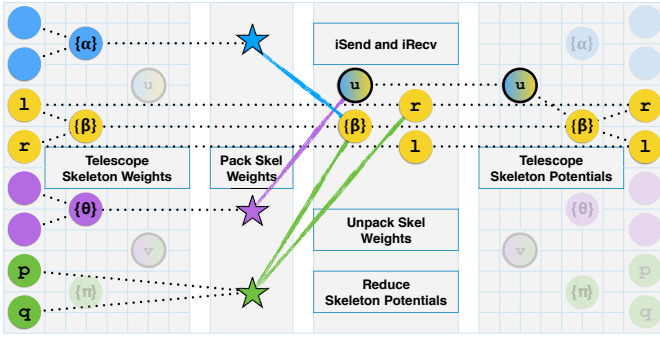 {α}
iSend and iRecv
{α}
u
u
u
l
r
r
{β}
{β}
{β}
r
l
l
Telescope
Skeleton Weights
Pack Skel
Weights
Telescope
Skeleton Potentials
{θ}
{θ}
Unpack Skel
Weights
v
v
p
p
{π}
Reduce
Skeleton Potentials
{π}
q
q